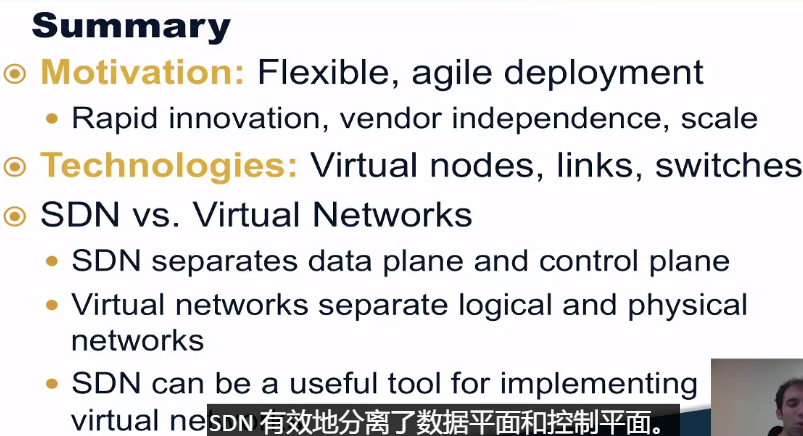 Summary
Motivation: Flexible, agile deployment
Rapid innovation, vendor independence, scale
Technologies: Virtual nodes, links, switches
SDN vs. Virtual Networks
SDN separates data plane and control plane
Virtual networks separate logical and physical
networks
SDN can be a useful tool for implementing
virtual
SDN 有效地分离了数据平面和控制平面。